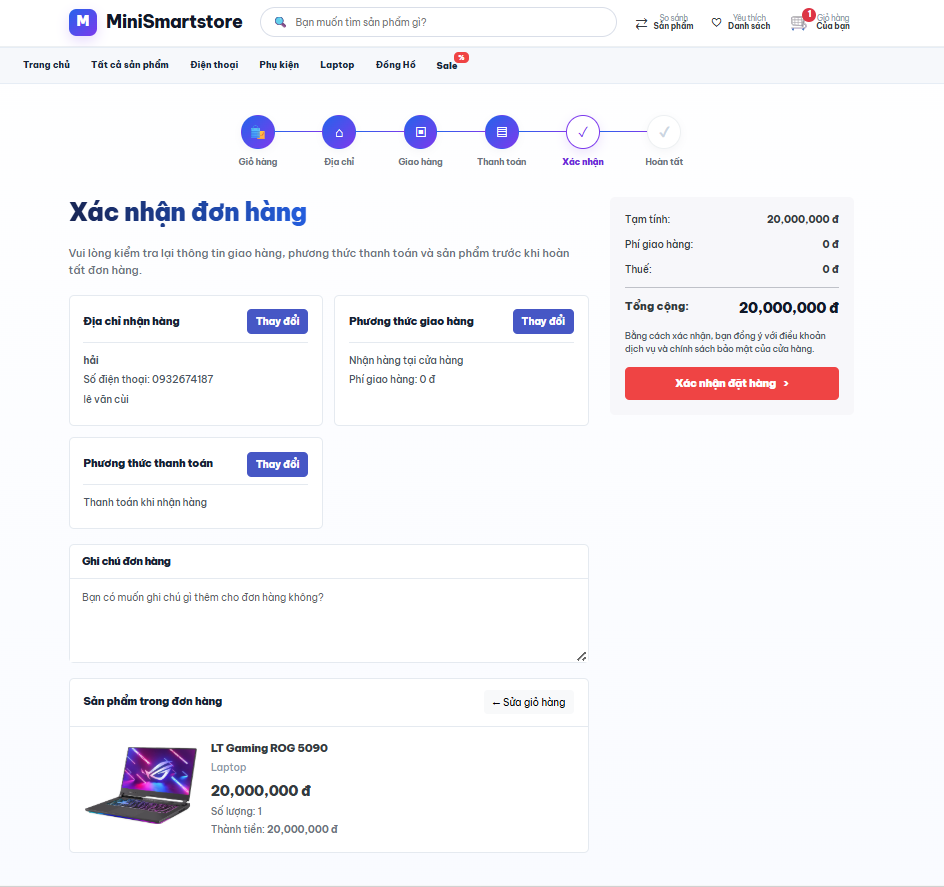 M MiniSmartstore
Bạn muốn tìm sản phẩm gì?
So sánh
Sản phẩm
Yêu thích
Danh sách
1
Giỏ hàng
Của bạn
Trang chủ
Tất cả sản phẩm
Điện thoại
Phụ kiện
Laptop
Đồng Hồ
Sale %
Giỏ hàng
Địa chỉ
Giao hàng
Thanh toán
Xác nhận
Hoàn tất
Xác nhận đơn hàng
Vui lòng kiểm tra lại thông tin giao hàng, phương thức thanh toán và sản phẩm trước khi hoàn
tất đơn hàng.
Địa chỉ nhận hàng
Thay đổi
hải
Số điện thoại: 0932674187
lê văn cùi
Phương thức giao hàng
Thay đổi
Nhận hàng tại cửa hàng
Phí giao hàng: 0 đ
Phương thức thanh toán
Thay đổi
Thanh toán khi nhận hàng
Ghi chú đơn hàng
Bạn có muốn ghi chú gì thêm cho đơn hàng không?
Sản phẩm trong đơn hàng
← Sửa giỏ hàng
LT Gaming ROG 5090
Laptop
20,000,000 đ
Số lượng: 1
Thành tiền: 20,000,000 đ
Tạm tính: 20,000,000 đ
Phí giao hàng: 0 đ
Thuế: 0 đ
Tổng cộng: 20,000,000 đ
Bằng cách xác nhận, bạn đồng ý với điều khoản
dịch vụ và chính sách bảo mật của cửa hàng.
Xác nhận đặt hàng ›